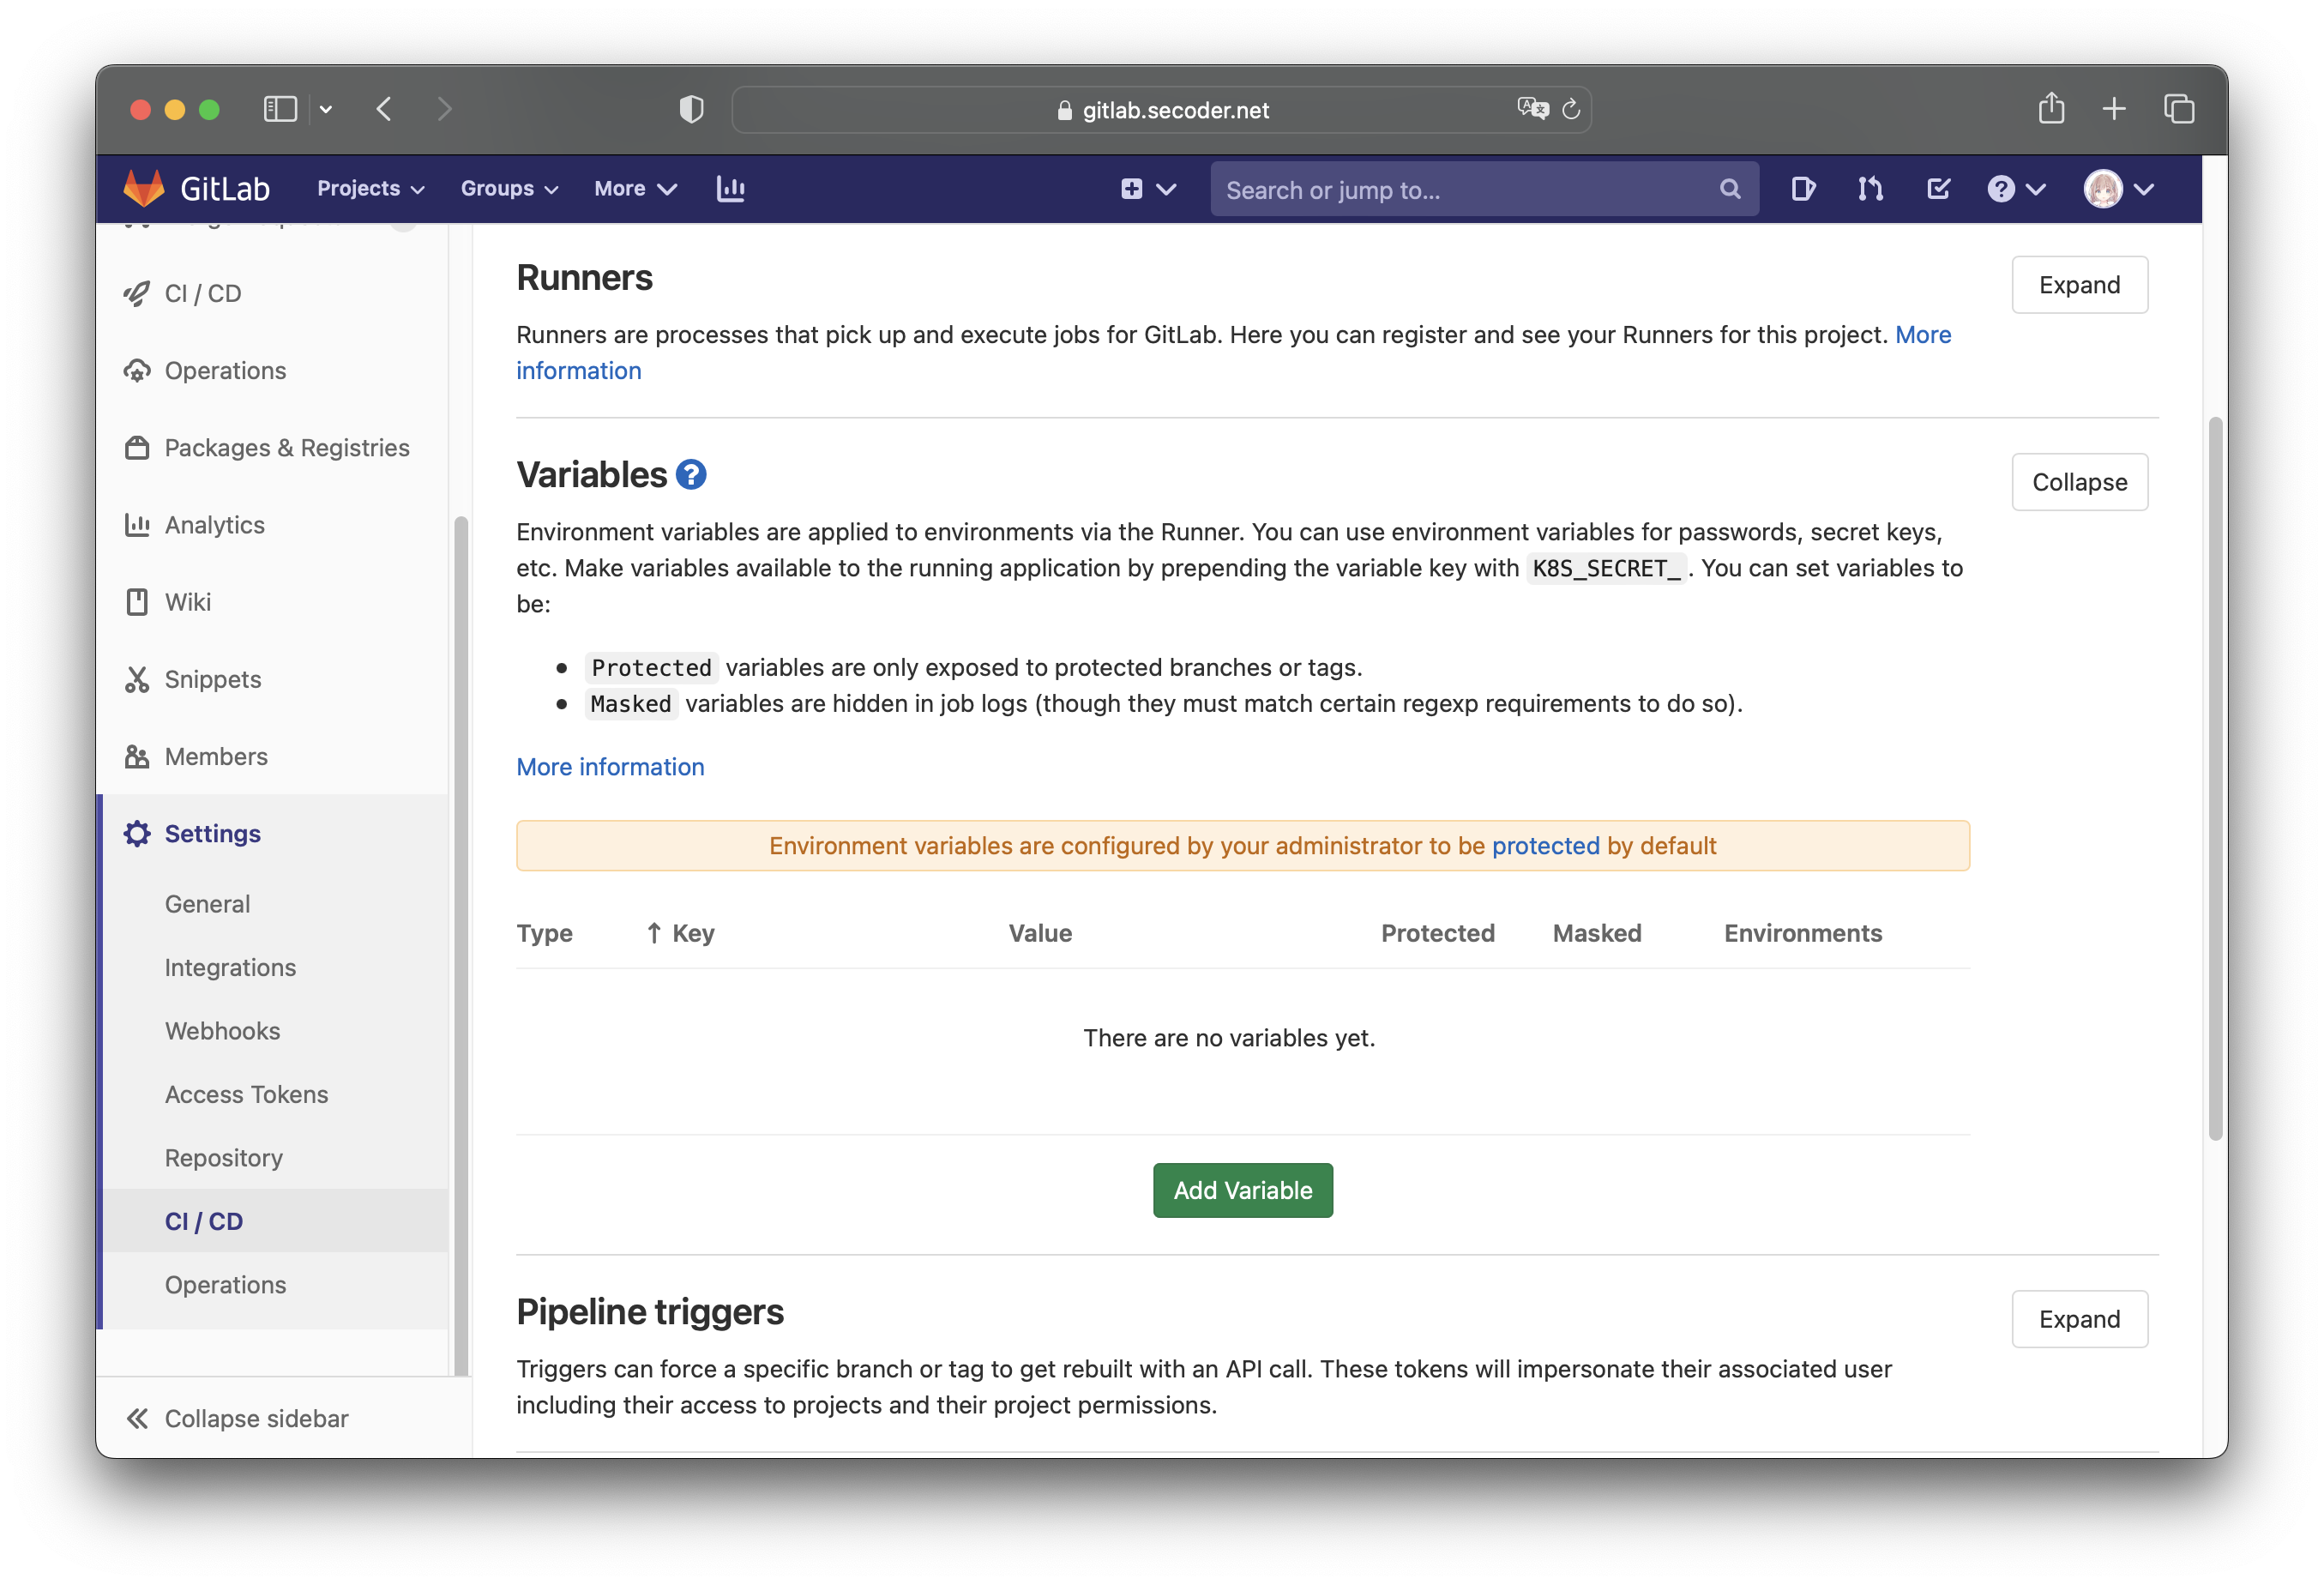 gitlab.secoder.net
GitLab Projects Groups More Search or jump to...
CI / CD
Operations
Packages & Registries
Analytics
Wiki
Snippets
Members
Settings
General
Integrations
Webhooks
Access Tokens
Repository
CI / CD
Operations
Collapse sidebar
Runners
Expand
Runners are processes that pick up and execute jobs for GitLab. Here you can register and see your Runners for this project. More
information
Variables ?
Collapse
Environment variables are applied to environments via the Runner. You can use environment variables for passwords, secret keys,
etc. Make variables available to the running application by prepending the variable key with K8S_SECRET_. You can set variables to
be:
• Protected variables are only exposed to protected branches or tags.
• Masked variables are hidden in job logs (though they must match certain regexp requirements to do so).
More information
Environment variables are configured by your administrator to be protected by default
Type ↑ Key Value Protected Masked Environments
There are no variables yet.
Add Variable
Pipeline triggers
Expand
Triggers can force a specific branch or tag to get rebuilt with an API call. These tokens will impersonate their associated user
including their access to projects and their project permissions.